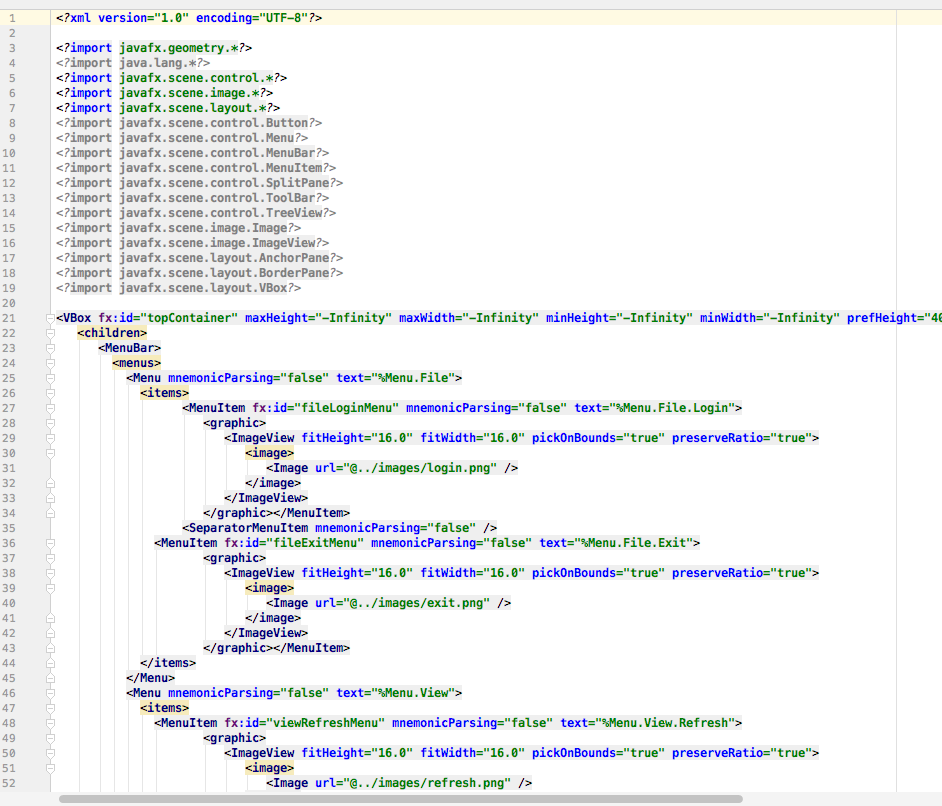 1 <?xml version="1.0" encoding="UTF-8"?>
2
3 <?import javafx.geometry.*?>
4 <?import java.lang.*?>
5 <?import javafx.scene.control.*?>
6 <?import javafx.scene.image.*?>
7 <?import javafx.scene.layout.*?>
8 <?import javafx.scene.control.Button?>
9 <?import javafx.scene.control.Menu?>
10 <?import javafx.scene.control.MenuBar?>
11 <?import javafx.scene.control.MenuItem?>
12 <?import javafx.scene.control.SplitPane?>
13 <?import javafx.scene.control.ToolBar?>
14 <?import javafx.scene.control.TreeView?>
15 <?import javafx.scene.image.Image?>
16 <?import javafx.scene.image.ImageView?>
17 <?import javafx.scene.layout.AnchorPane?>
18 <?import javafx.scene.layout.BorderPane?>
19 <?import javafx.scene.layout.VBox?>
20
21 <VBox fx:id="topContainer" maxHeight="-Infinity" maxWidth="-Infinity" minHeight="-Infinity" minWidth="-Infinity" prefHeight="40
22 <children>
23 <MenuBar>
24 <menus>
25 <Menu mnemonicParsing="false" text="%Menu.File">
26 <items>
27 <MenuItem fx:id="fileLoginMenu" mnemonicParsing="false" text="%Menu.File.Login">
28 <graphic>
29 <ImageView fitHeight="16.0" fitWidth="16.0" pickOnBounds="true" preserveRatio="true">
30 <image>
31 <Image url="@../images/login.png" />
32 </image>
33 </ImageView>
34 </graphic></MenuItem>
35 <SeparatorMenuItem mnemonicParsing="false" />
36 <MenuItem fx:id="fileExitMenu" mnemonicParsing="false" text="%Menu.File.Exit">
37 <graphic>
38 <ImageView fitHeight="16.0" fitWidth="16.0" pickOnBounds="true" preserveRatio="true">
39 <image>
40 <Image url="@../images/exit.png" />
41 </image>
42 </ImageView>
43 </graphic></MenuItem>
44 </items>
45 </Menu>
46 <Menu mnemonicParsing="false" text="%Menu.View">
47 <items>
48 <MenuItem fx:id="viewRefreshMenu" mnemonicParsing="false" text="%Menu.View.Refresh">
49 <graphic>
50 <ImageView fitHeight="16.0" fitWidth="16.0" pickOnBounds="true" preserveRatio="true">
51 <image>
52 <Image url="@../images/refresh.png" />